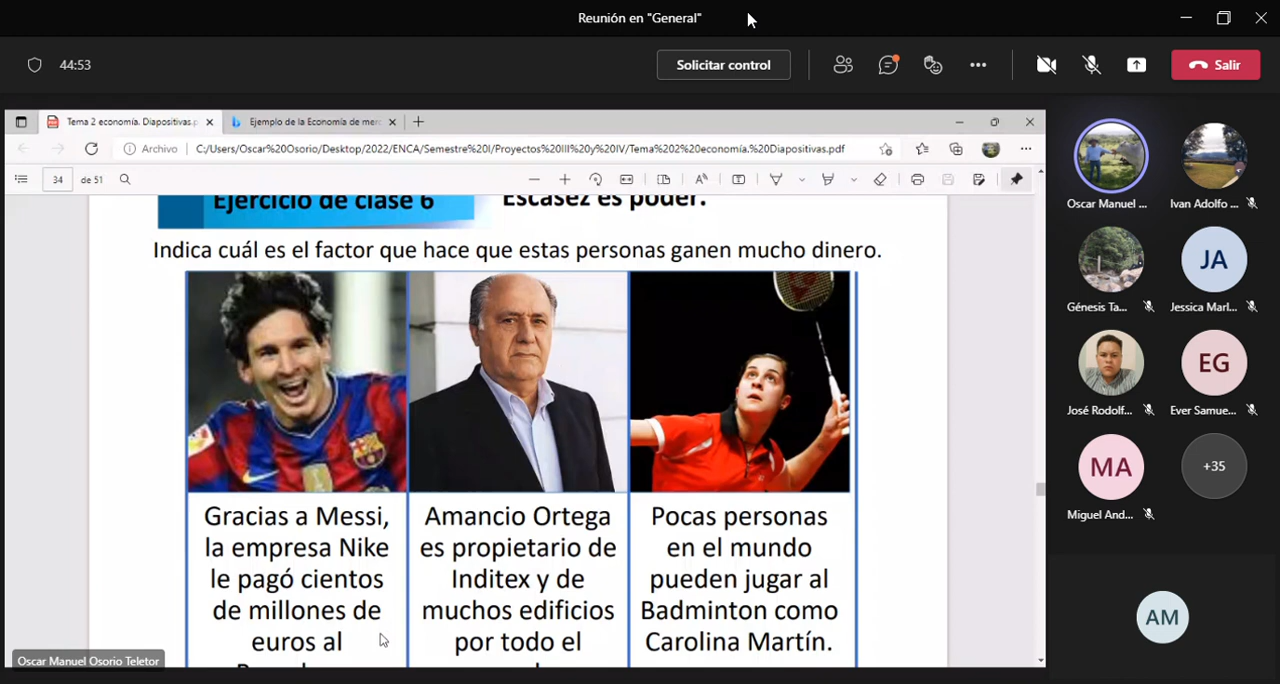 Reunión en "General"
44:53
Solicitar control
Salir
Tema 2 economía. Diapositivas.p
Ejemplo de la Economía de merc
Archivo
C:/Users/Oscar%20Osorio/Desktop/2022/ENCA/Semestre%20I/Proyectos%20III%20y%20IV/Tema%202%20economía.%20Diapositivas.pdf
34 de 51
Ejercicio de clase 6
Escasez es poder.
Indica cuál es el factor que hace que estas personas ganen mucho dinero.
Gracias a Messi,
la empresa Nike
le pagó cientos
de millones de
euros al
Amancio Ortega
es propietario de
Inditex y de
muchos edificios
por todo el
Pocas personas
en el mundo
pueden jugar al
Badminton como
Carolina Martín.
Oscar Manuel Osorio Teletor
Oscar Manuel ...
Ivan Adolfo ...
Génesis Ta...
JA
Jessica Marl...
José Rodolf...
EG
Ever Samue...
MA
Miguel And...
+35
AM